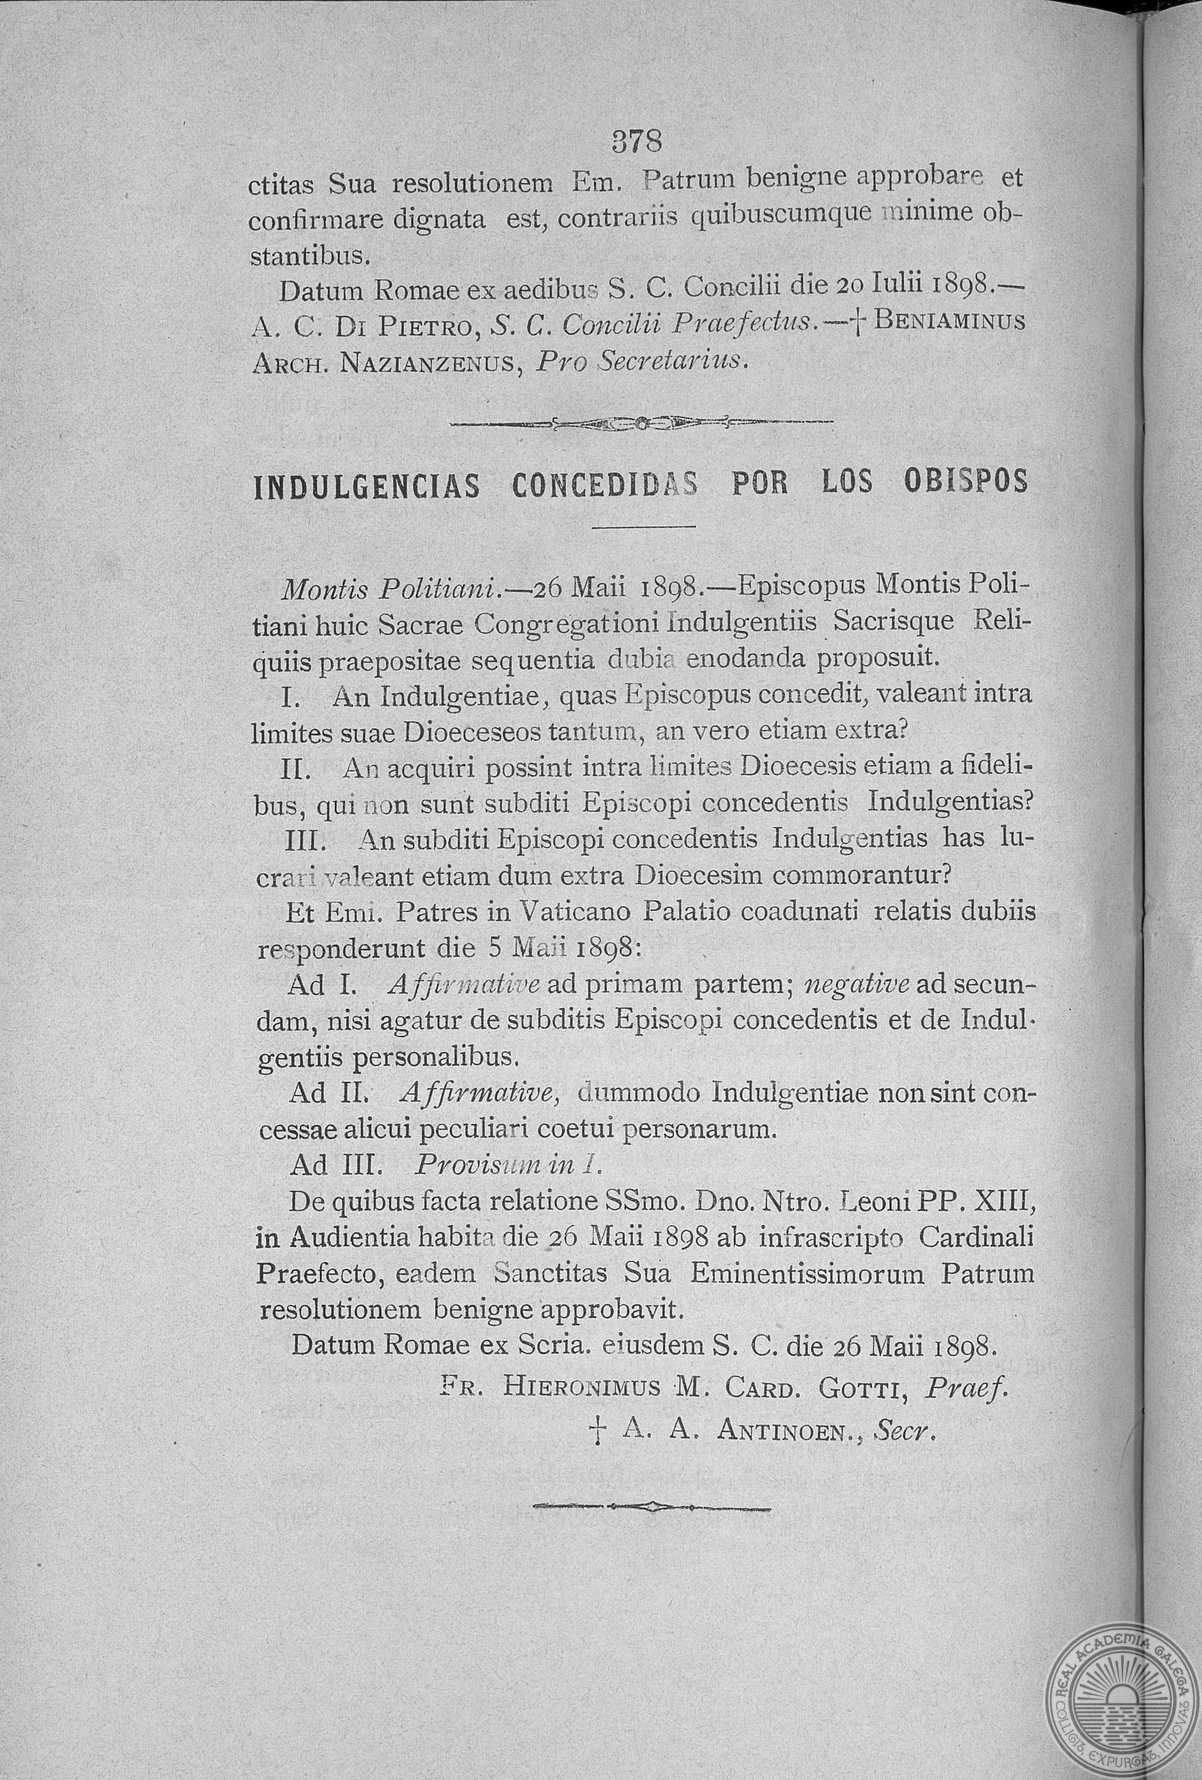 378
ctitas Sua resolutionem Em. Patrum benigne approbare et
confirmare dignata est, contrariis quibuscumque minime ob-
stantibus.
Datum Romae ex aedibus S. C. Concilii die 20 Iulii 1898.—
A. C. Di Pietro, S. C. Concilii Praefectus.—† Beniaminus
Arch. Nazianzenus, Pro Secretarius.
INDULGENCIAS CONCEDIDAS POR LOS OBISPOS
Montis Politiani.—26 Maii 1898.—Episcopus Montis Poli-
tiani huic Sacrae Congregationi Indulgentiis Sacrisque Reli-
quiis praepositae sequentia dubia enodanda proposuit.
I. An Indulgentiae, quas Episcopus concedit, valeant intra
limites suae Dioeceseos tantum, an vero etiam extra?
II. An acquiri possint intra limites Dioecesis etiam a fideli-
bus, qui non sunt subditi Episcopi concedentis Indulgentias?
III. An subditi Episcopi concedentis Indulgentias has lu-
crari valeant etiam dum extra Dioecesim commorantur?
Et Emi. Patres in Vaticano Palatio coadunati relatis dubiis
responderunt die 5 Maii 1898:
Ad I. Affirmative ad primam partem; negative ad secun-
dam, nisi agatur de subditis Episcopi concedentis et de Indul-
gentiis personalibus.
Ad II. Affirmative, dummodo Indulgentiae non sint con-
cessae alicui peculiari coetui personarum.
Ad III. Provisum in I.
De quibus facta relatione SSmo. Dno. Ntro. Leoni PP. XIII,
in Audientia habita die 26 Maii 1898 ab infrascripto Cardinali
Praefecto, eadem Sanctitas Sua Eminentissimorum Patrum
resolutionem benigne approbavit.
Datum Romae ex Scria. eiusdem S. C. die 26 Maii 1898.
Fr. Hieronimus M. Card. Gotti, Praef.
† A. A. Antinoen., Secr.
REAL ACADEMIA GALEGA
COLLIGIT, EXPURGAT, INNOVAT